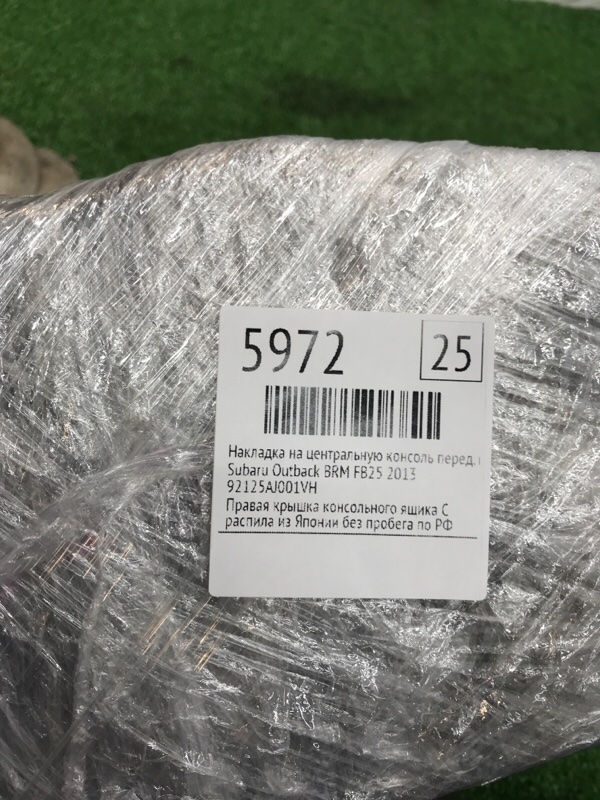 5972
25
Накладка на центральную консоль перед.
Subaru Outback BRM FB25 2013
92125AJ001VH
Правая крышка консольного ящика С
распила из Японии без пробега по РФ